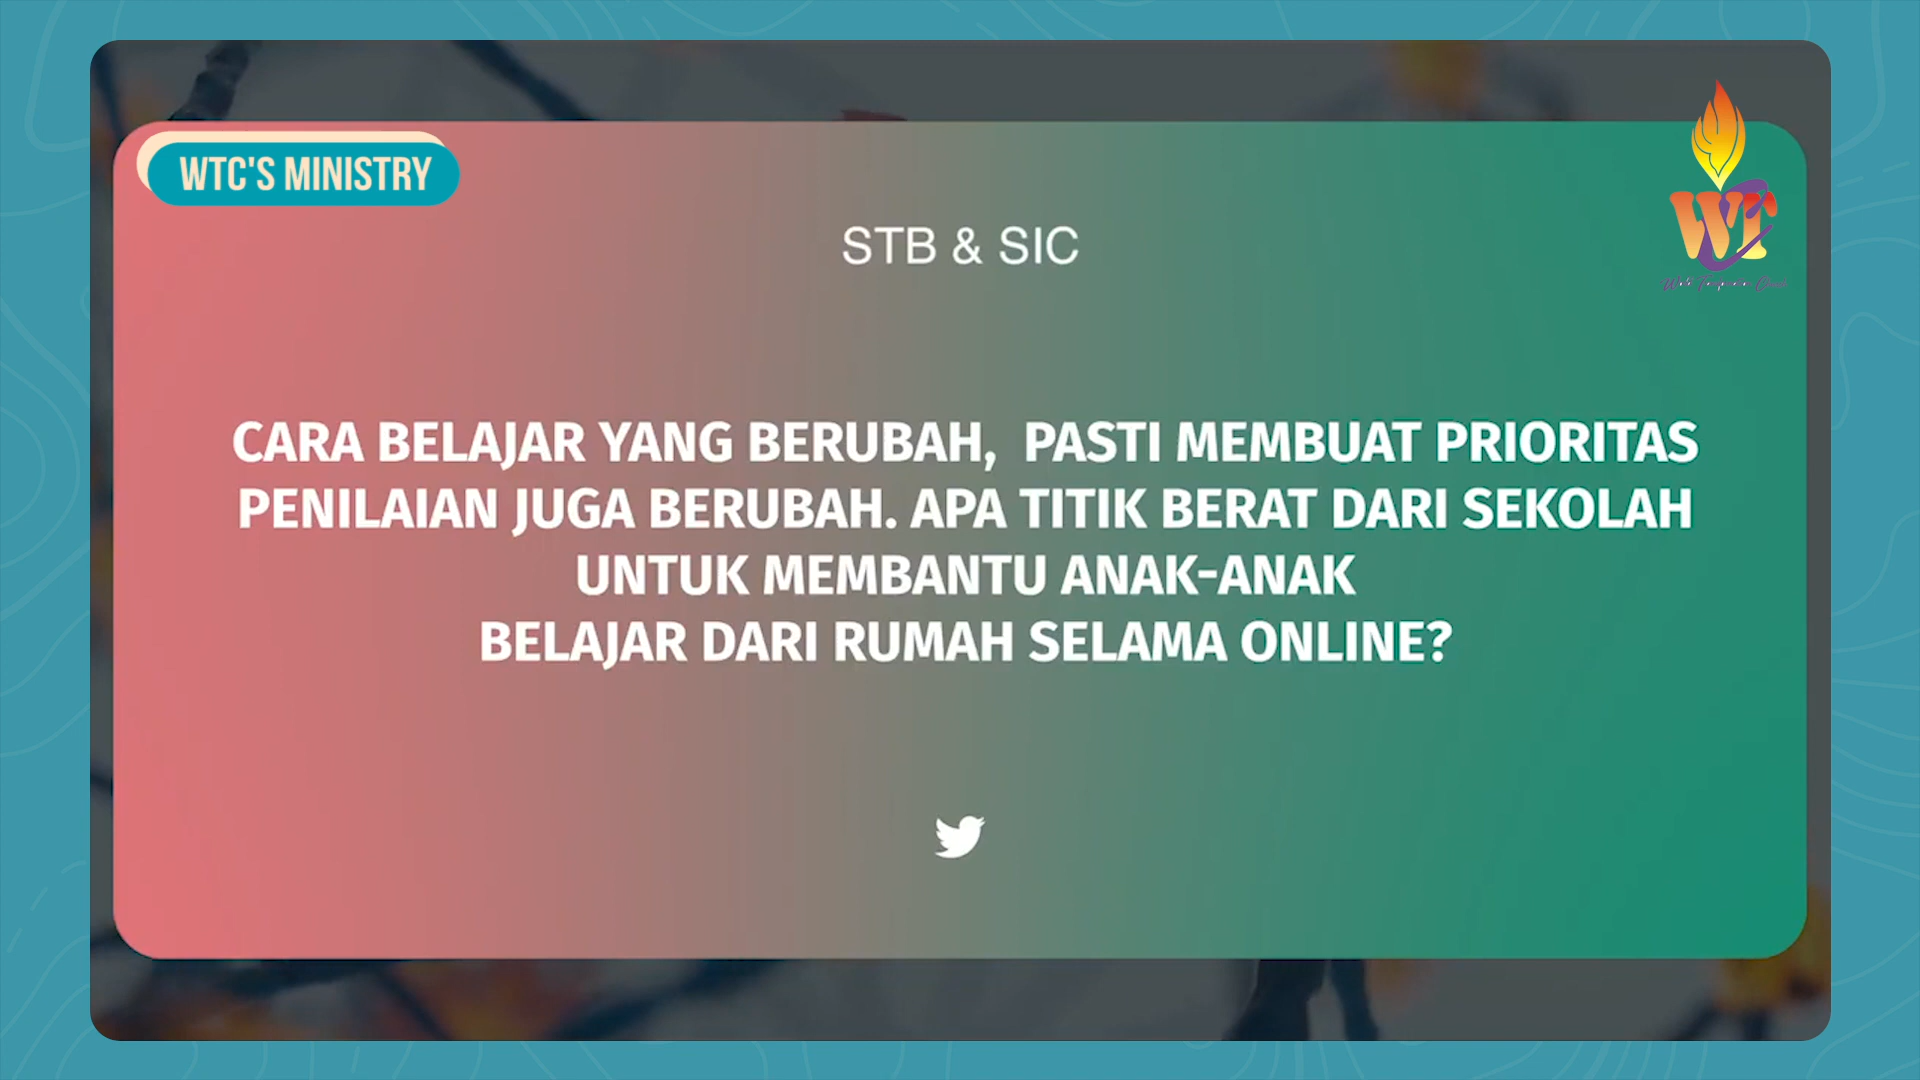 WTC'S MINISTRY
STB & SIC
CARA BELAJAR YANG BERUBAH, PASTI MEMBUAT PRIORITAS
PENILAIAN JUGA BERUBAH. APA TITIK BERAT DARI SEKOLAH
UNTUK MEMBANTU ANAK-ANAK
BELAJAR DARI RUMAH SELAMA ONLINE?